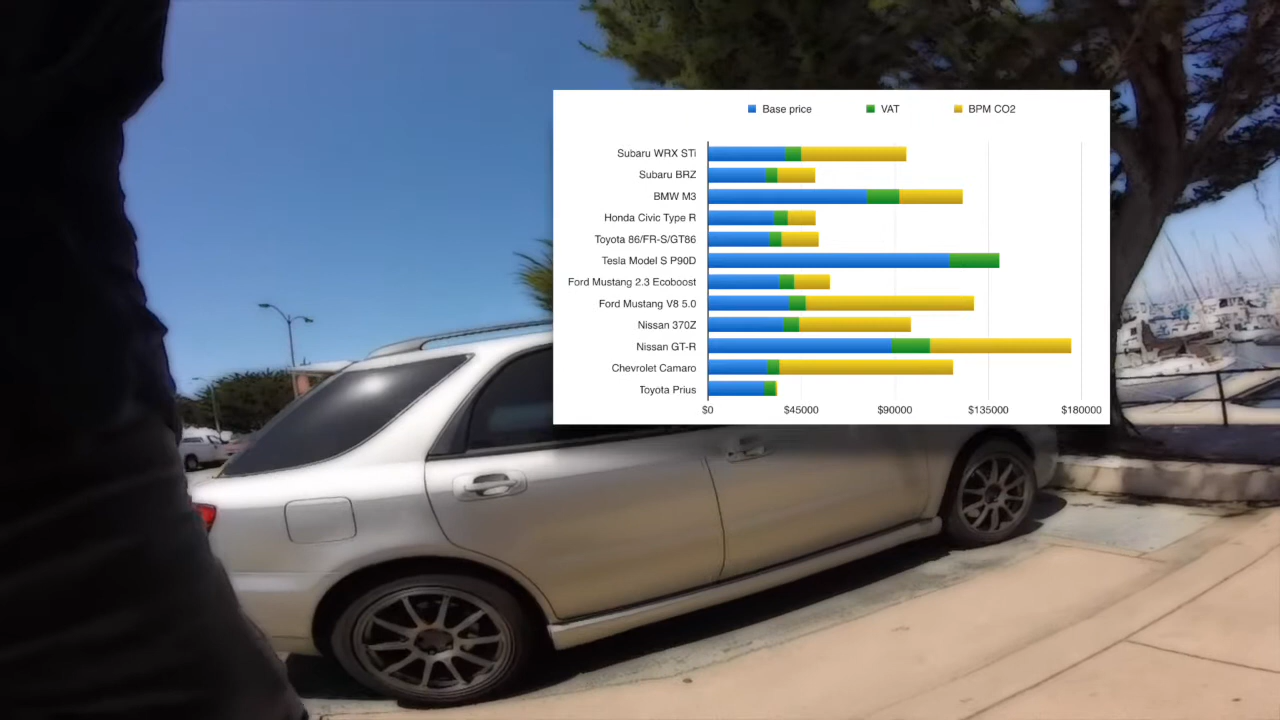 Base price VAT BPM CO2
Subaru WRX STi
Subaru BRZ
BMW M3
Honda Civic Type R
Toyota 86/FR-S/GT86
Tesla Model S P90D
Ford Mustang 2.3 Ecoboost
Ford Mustang V8 5.0
Nissan 370Z
Nissan GT-R
Chevrolet Camaro
Toyota Prius
$0 $45000 $90000 $135000 $180000